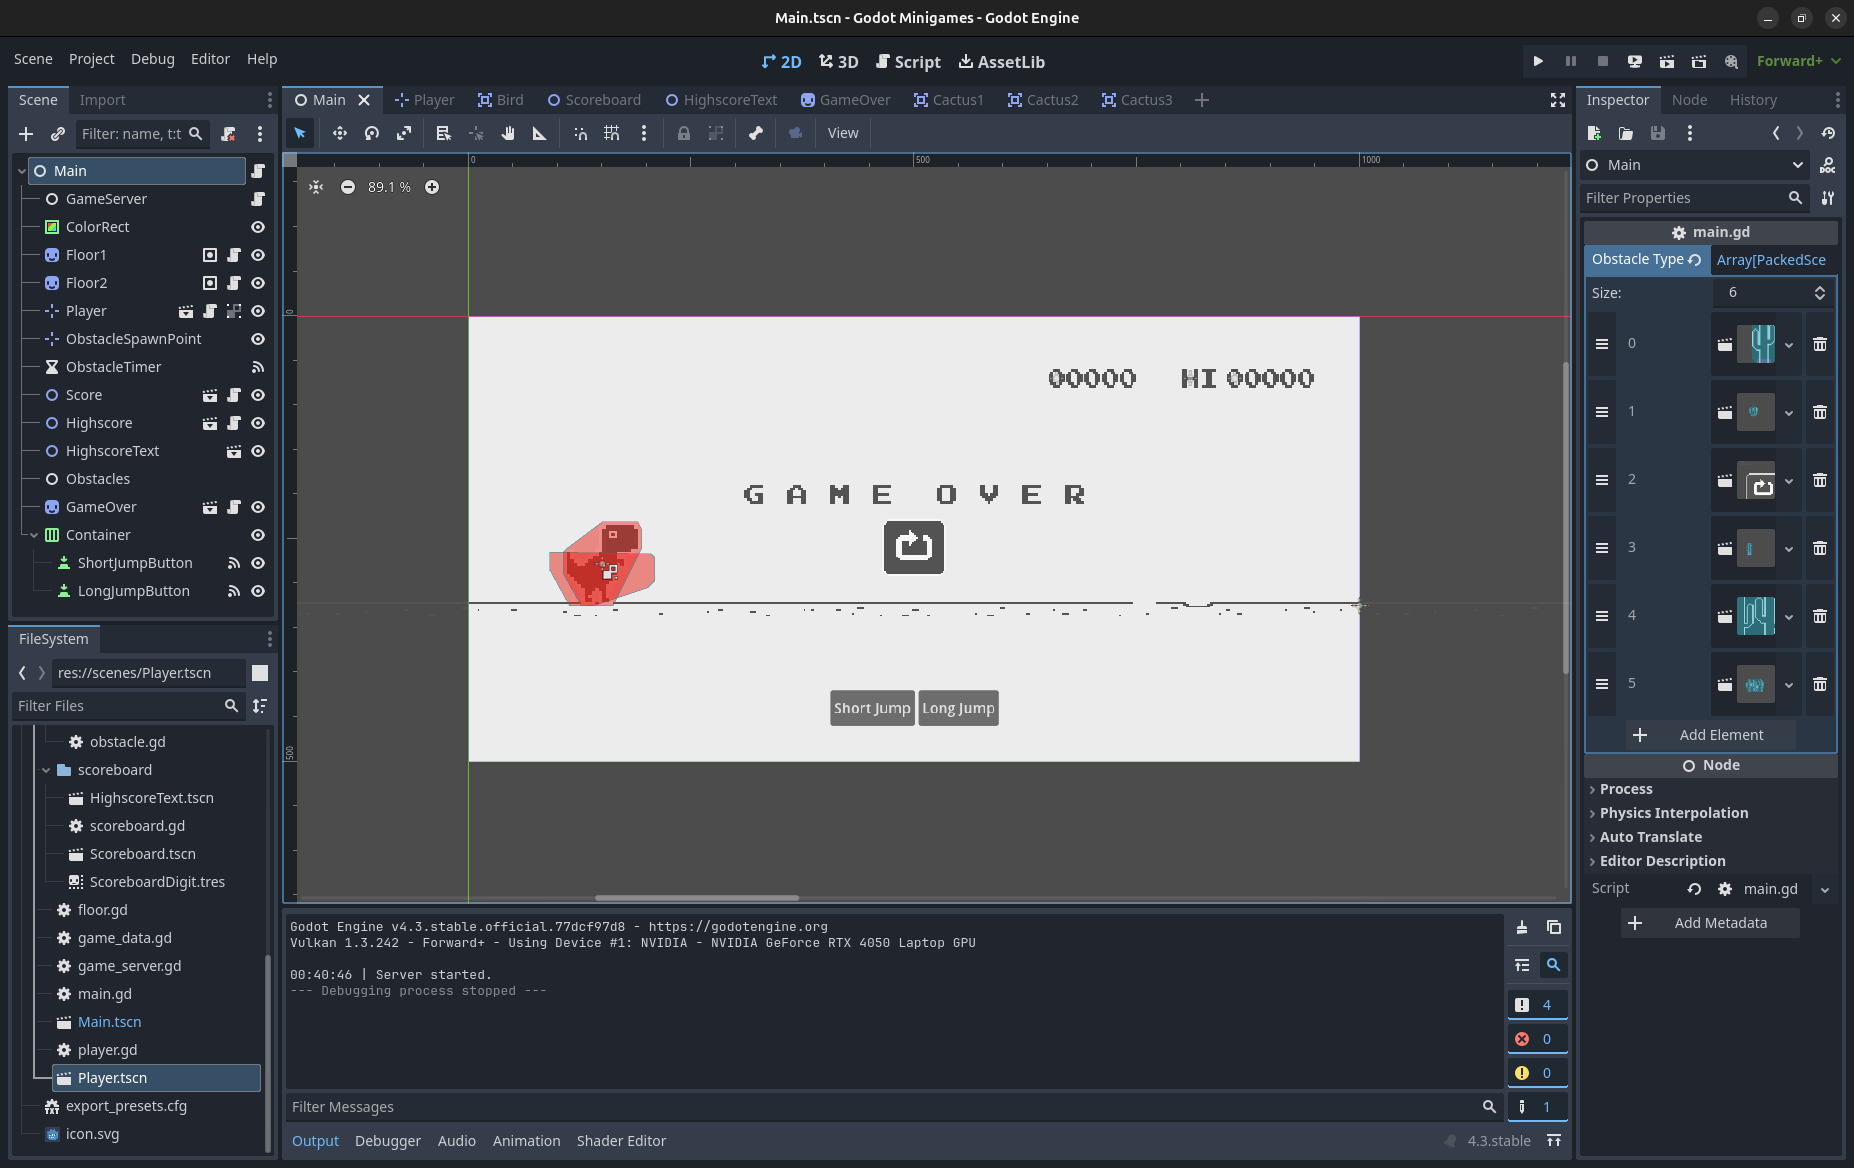 Main.tscn - Godot Minigames - Godot Engine
Scene Project Debug Editor Help
2D 3D Script AssetLib
Forward+
Scene Import
Filter: name, t:t
Main
GameServer
ColorRect
Floor1
Floor2
Player
ObstacleSpawnPoint
ObstacleTimer
Score
Highscore
HighscoreText
Obstacles
GameOver
Container
ShortJumpButton
LongJumpButton
FileSystem
res://scenes/Player.tscn
Filter Files
obstacle.gd
scoreboard
HighscoreText.tscn
scoreboard.gd
Scoreboard.tscn
ScoreboardDigit.tres
floor.gd
game_data.gd
game_server.gd
main.gd
Main.tscn
player.gd
Player.tscn
export_presets.cfg
icon.svg
Main Player Bird Scoreboard HighscoreText GameOver Cactus1 Cactus2 Cactus3
View
0 500 1000
89.1 %
0
500
00000 HI 00000
GAME OVER
Short Jump Long Jump
Godot Engine v4.3.stable.official.77dcf97d8 - https://godotengine.org
Vulkan 1.3.242 - Forward+ - Using Device #1: NVIDIA - NVIDIA GeForce RTX 4050 Laptop GPU
00:40:46 | Server started.
--- Debugging process stopped ---
4
0
0
1
Filter Messages
Output Debugger Audio Animation Shader Editor
4.3.stable
Inspector Node History
Main
DOC
Filter Properties
main.gd
Obstacle Type Array[PackedSce
Size: 6
0
1
2
3
4
5
Add Element
Node
Process
Physics Interpolation
Auto Translate
Editor Description
Script main.gd
Add Metadata